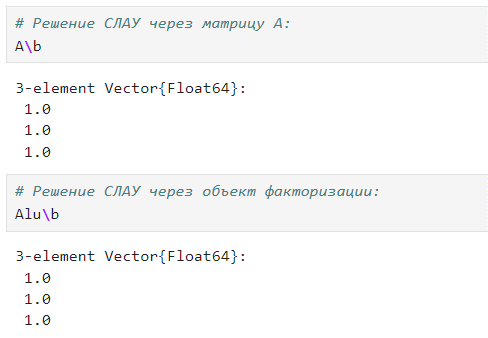 # Решение СЛАУ через матрицу A:
A\b
3-element Vector{Float64}:
1.0
1.0
1.0
# Решение СЛАУ через объект факторизации:
Alu\b
3-element Vector{Float64}:
1.0
1.0
1.0